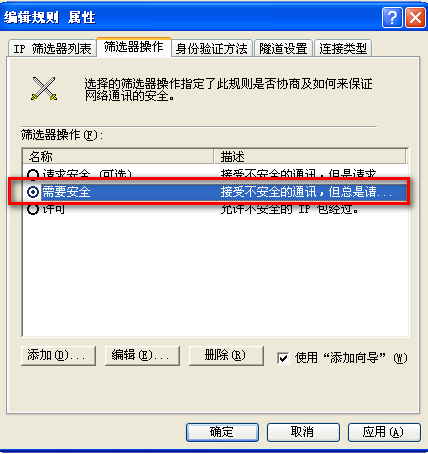 编辑规则 属性
IP 筛选器列表 筛选器操作 身份验证方法 隧道设置 连接类型
选择的筛选器操作指定了此规则是否协商及如何来保证
网络通讯的安全。
筛选器操作(F):
名称 描述
请求安全 (可选) 接受不安全的通讯，但是请求
需要安全 接受不安全的通讯，但总是请...
许可 允许不安全的 IP 包经过。
添加(D)... 编辑(E)... 删除(R) 使用“添加向导”(W)
确定 取消 应用(A)